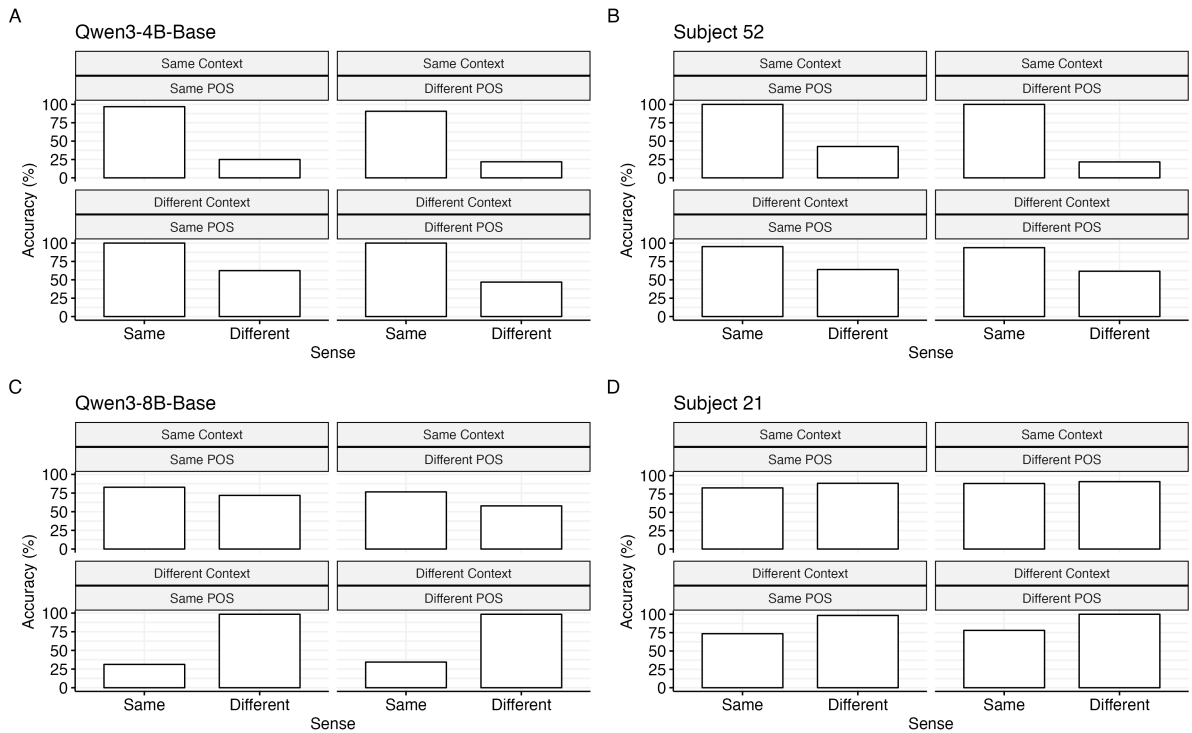 A
Qwen3-4B-Base
Same Context
Same Context
Same POS
Different POS
100
75
50
25
0
Different Context
Different Context
Same POS
Different POS
100
75
50
25
0
Accuracy (%)
Same
Different
Same
Different
Sense
B
Subject 52
Same Context
Same Context
Same POS
Different POS
100
75
50
25
0
Different Context
Different Context
Same POS
Different POS
100
75
50
25
0
Accuracy (%)
Same
Different
Same
Different
Sense
C
Qwen3-8B-Base
Same Context
Same Context
Same POS
Different POS
100
75
50
25
0
Different Context
Different Context
Same POS
Different POS
100
75
50
25
0
Accuracy (%)
Same
Different
Same
Different
Sense
D
Subject 21
Same Context
Same Context
Same POS
Different POS
100
75
50
25
0
Different Context
Different Context
Same POS
Different POS
100
75
50
25
0
Accuracy (%)
Same
Different
Same
Different
Sense